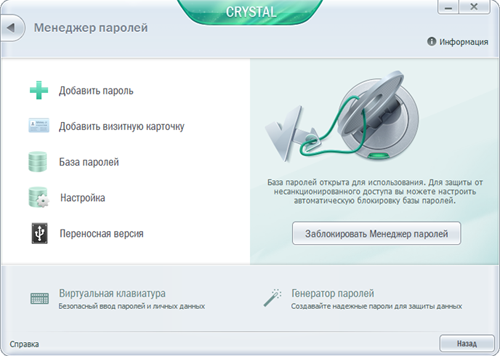 CRYSTAL
Менеджер паролей
Информация
Добавить пароль
Добавить визитную карточку
База паролей
Настройка
Переносная версия
База паролей открыта для использования. Для защиты от
несанкционированного доступа вы можете настроить
автоматическую блокировку базы паролей.
Заблокировать Менеджер паролей
Виртуальная клавиатура
Безопасный ввод паролей и личных данных
Генератор паролей
Создавайте надежные пароли для защиты данных
Справка
Назад